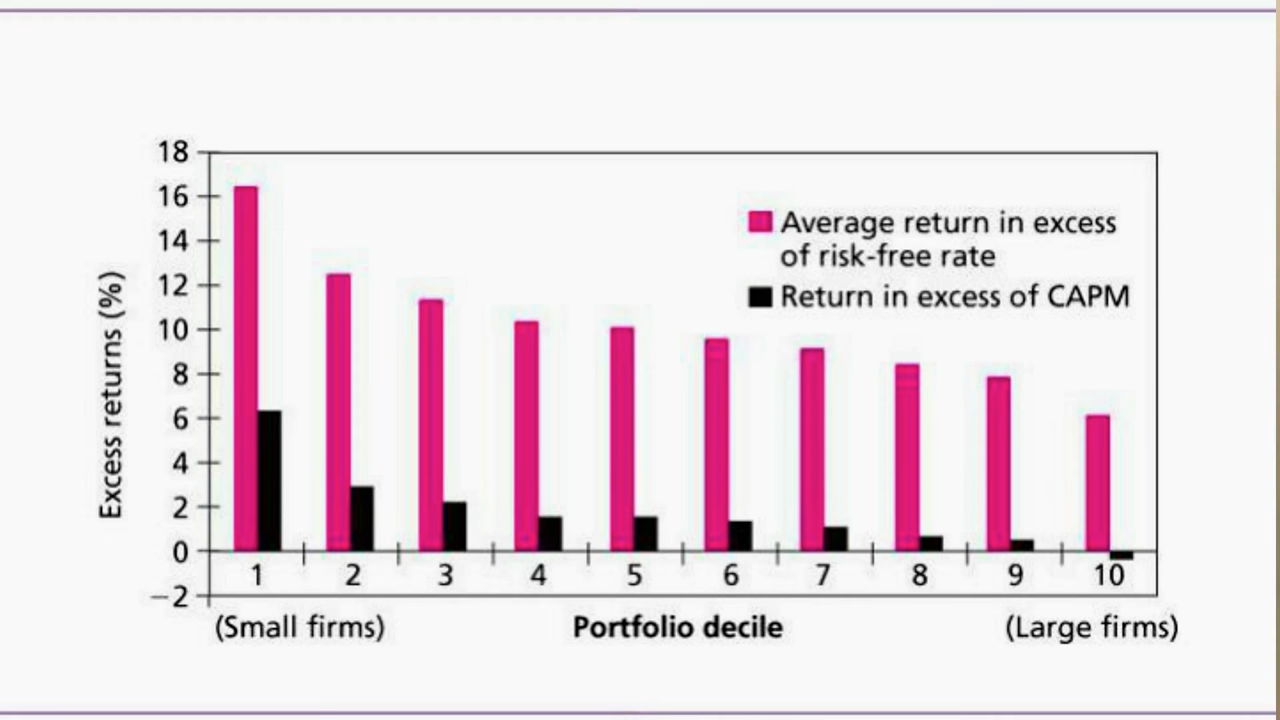 18
16
14
12
10
8
6
4
2
0
−2
Excess returns (%)
Average return in excess
of risk-free rate
Return in excess of CAPM
1 2 3 4 5 6 7 8 9 10
(Small firms) Portfolio decile (Large firms)